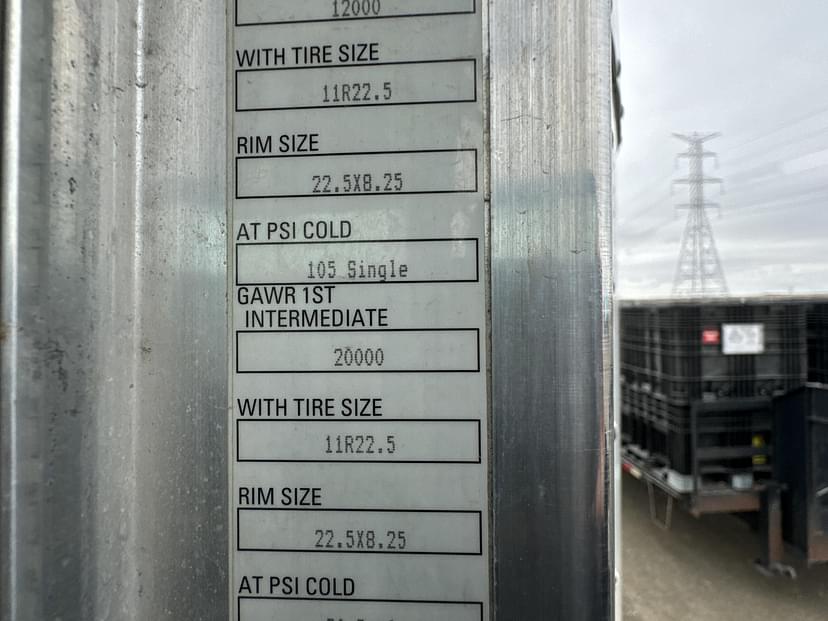 12000
WITH TIRE SIZE
11R22.5
RIM SIZE
22.5X8.25
AT PSI COLD
105 Single
GAWR 1ST
INTERMEDIATE
20000
WITH TIRE SIZE
11R22.5
RIM SIZE
22.5X8.25
AT PSI COLD